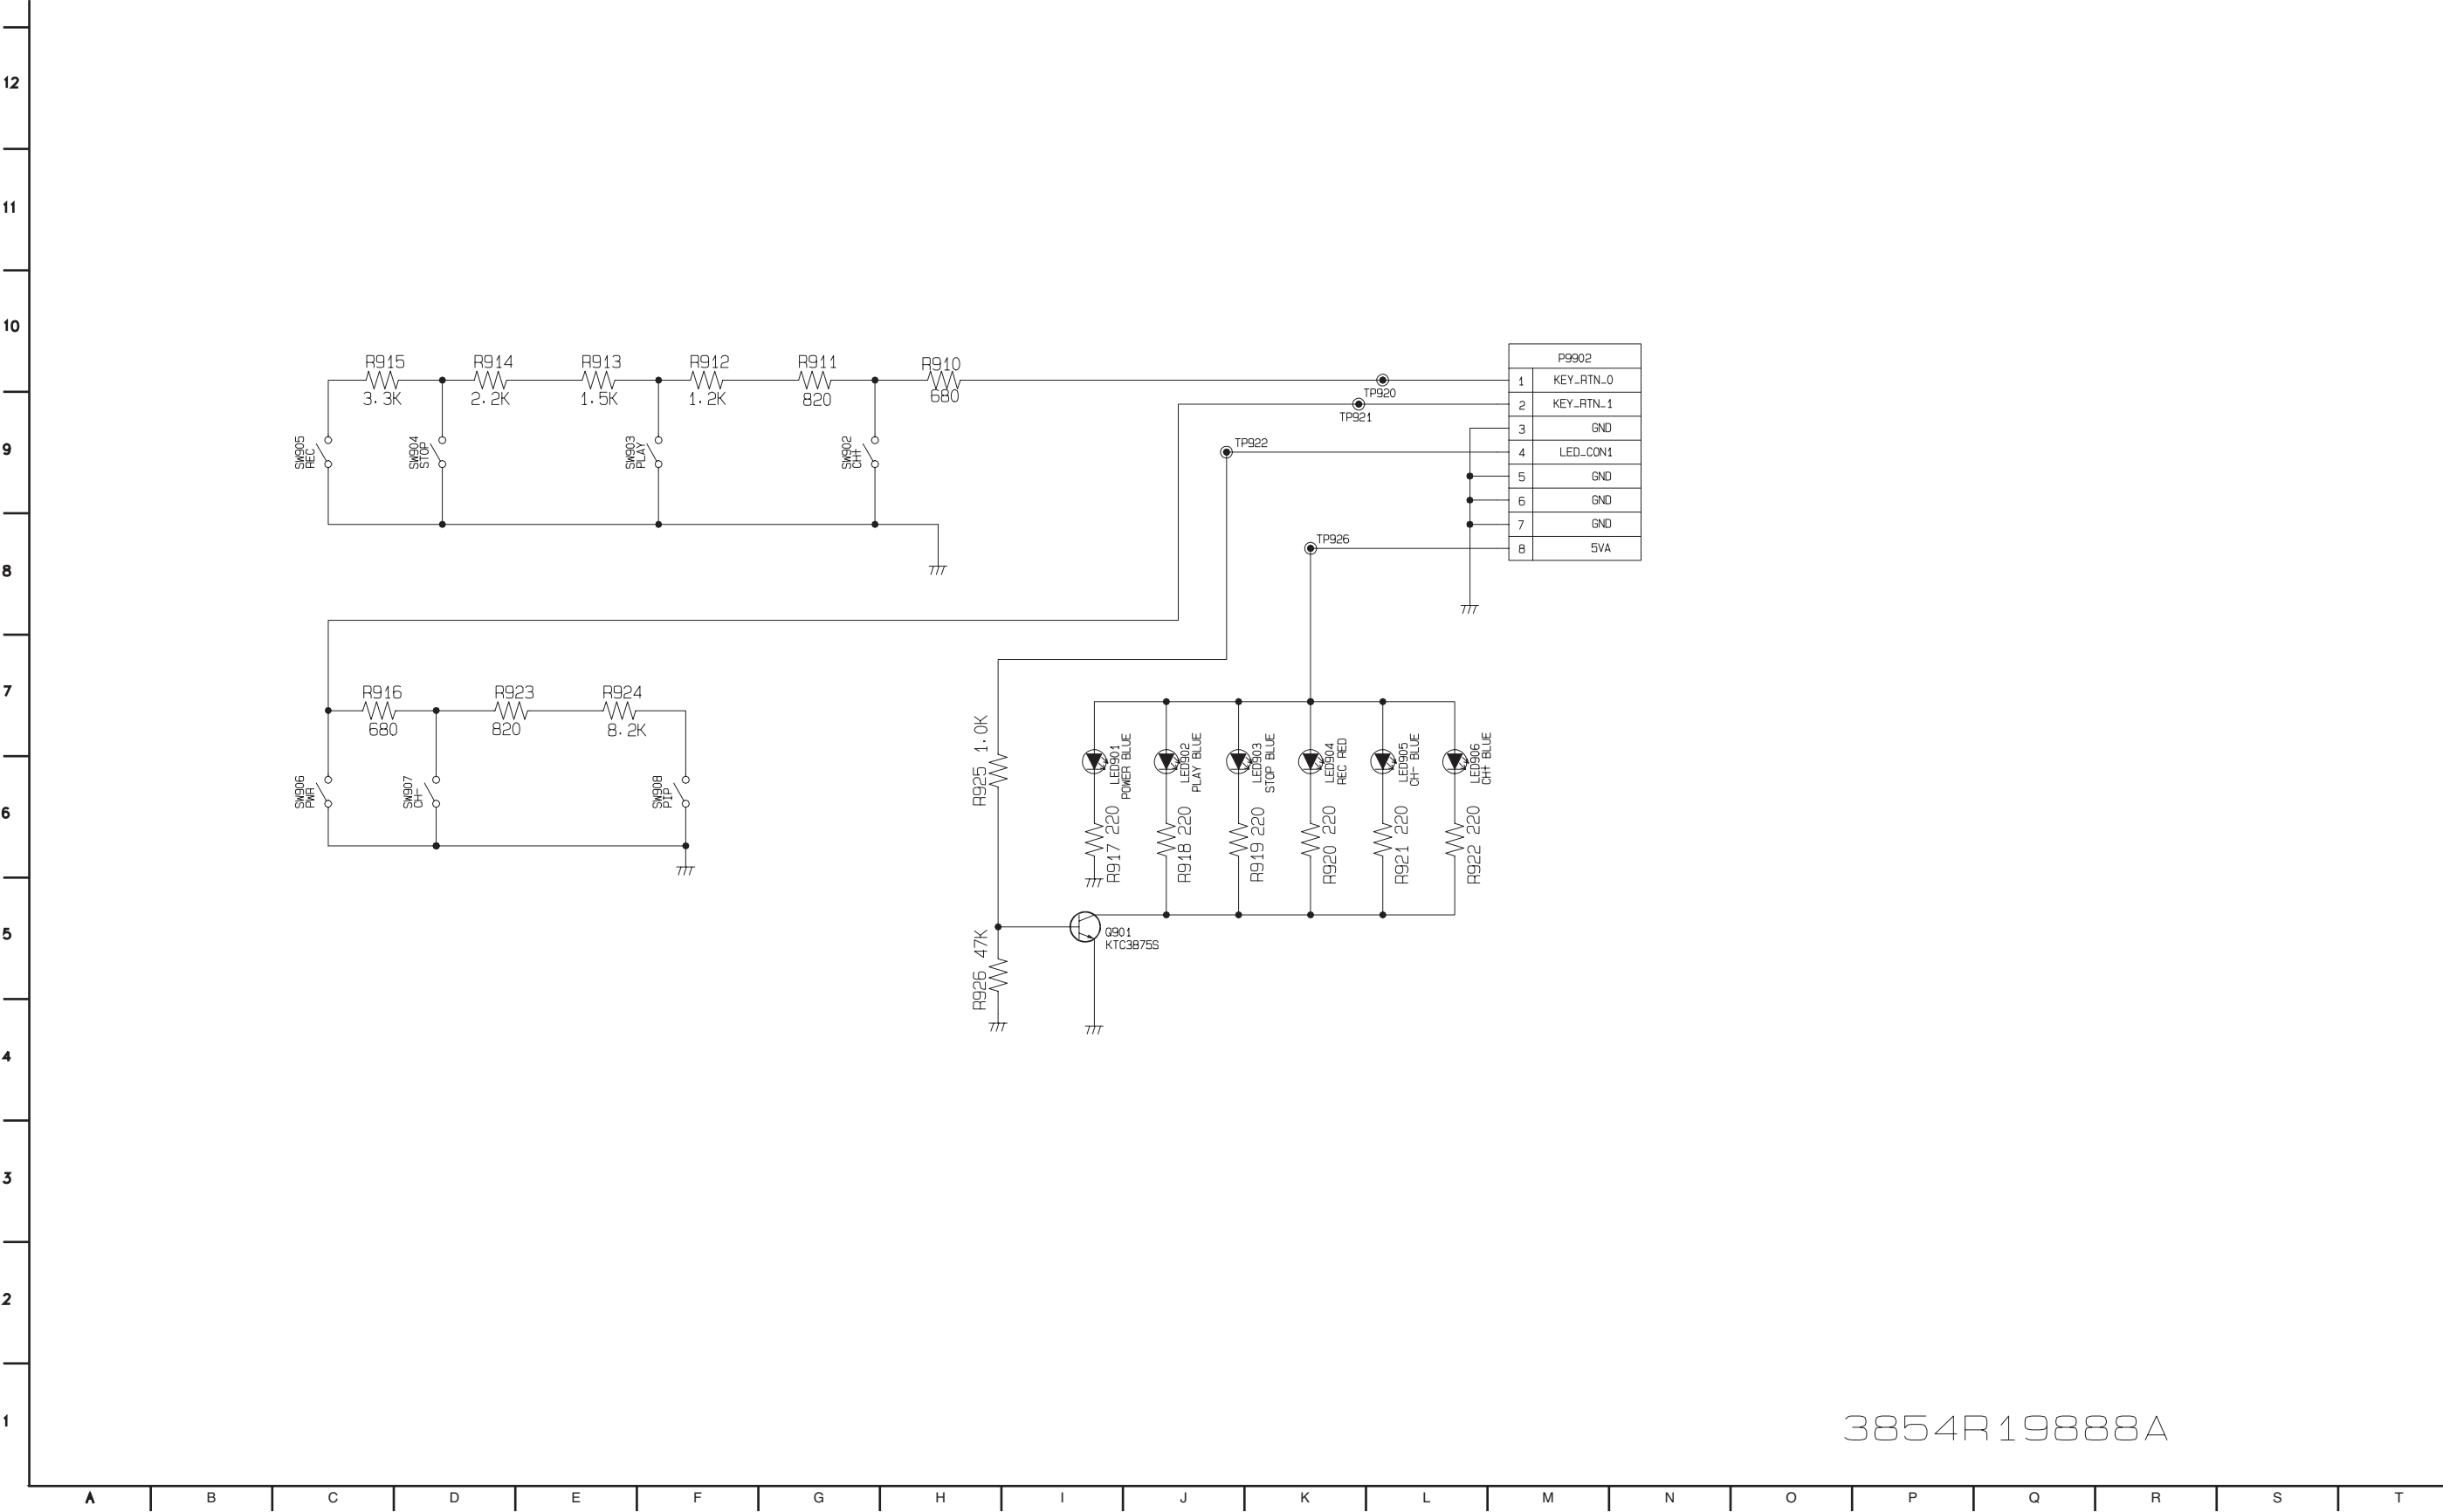 12
11
10
9
8
7
6
5
4
3
2
1
R915
3.3K
R914
2.2K
R913
1.5K
R912
1.2K
R911
820
R910
680
SW905
REC
SW904
STOP
SW903
PLAY
SW902
CH+
TP920
TP921
TP922
TP926
P9902
1 KEY_RTN_0
2 KEY_RTN_1
3 GND
4 LED_CON1
5 GND
6 GND
7 GND
8 5VA
R916
680
R923
820
R924
8.2K
SW906
PWR
SW907
CH-
SW908
PIP
R925 1.0K
R926 47K
LED901
POWER BLUE
LED902
PLAY BLUE
LED903
STOP BLUE
LED904
REC RED
LED905
CH- BLUE
LED906
CH+ BLUE
R917 220
R918 220
R919 220
R920 220
R921 220
R922 220
Q901
KTC3875S
3854R19888A
A B C D E F G H I J K L M N O P Q R S T